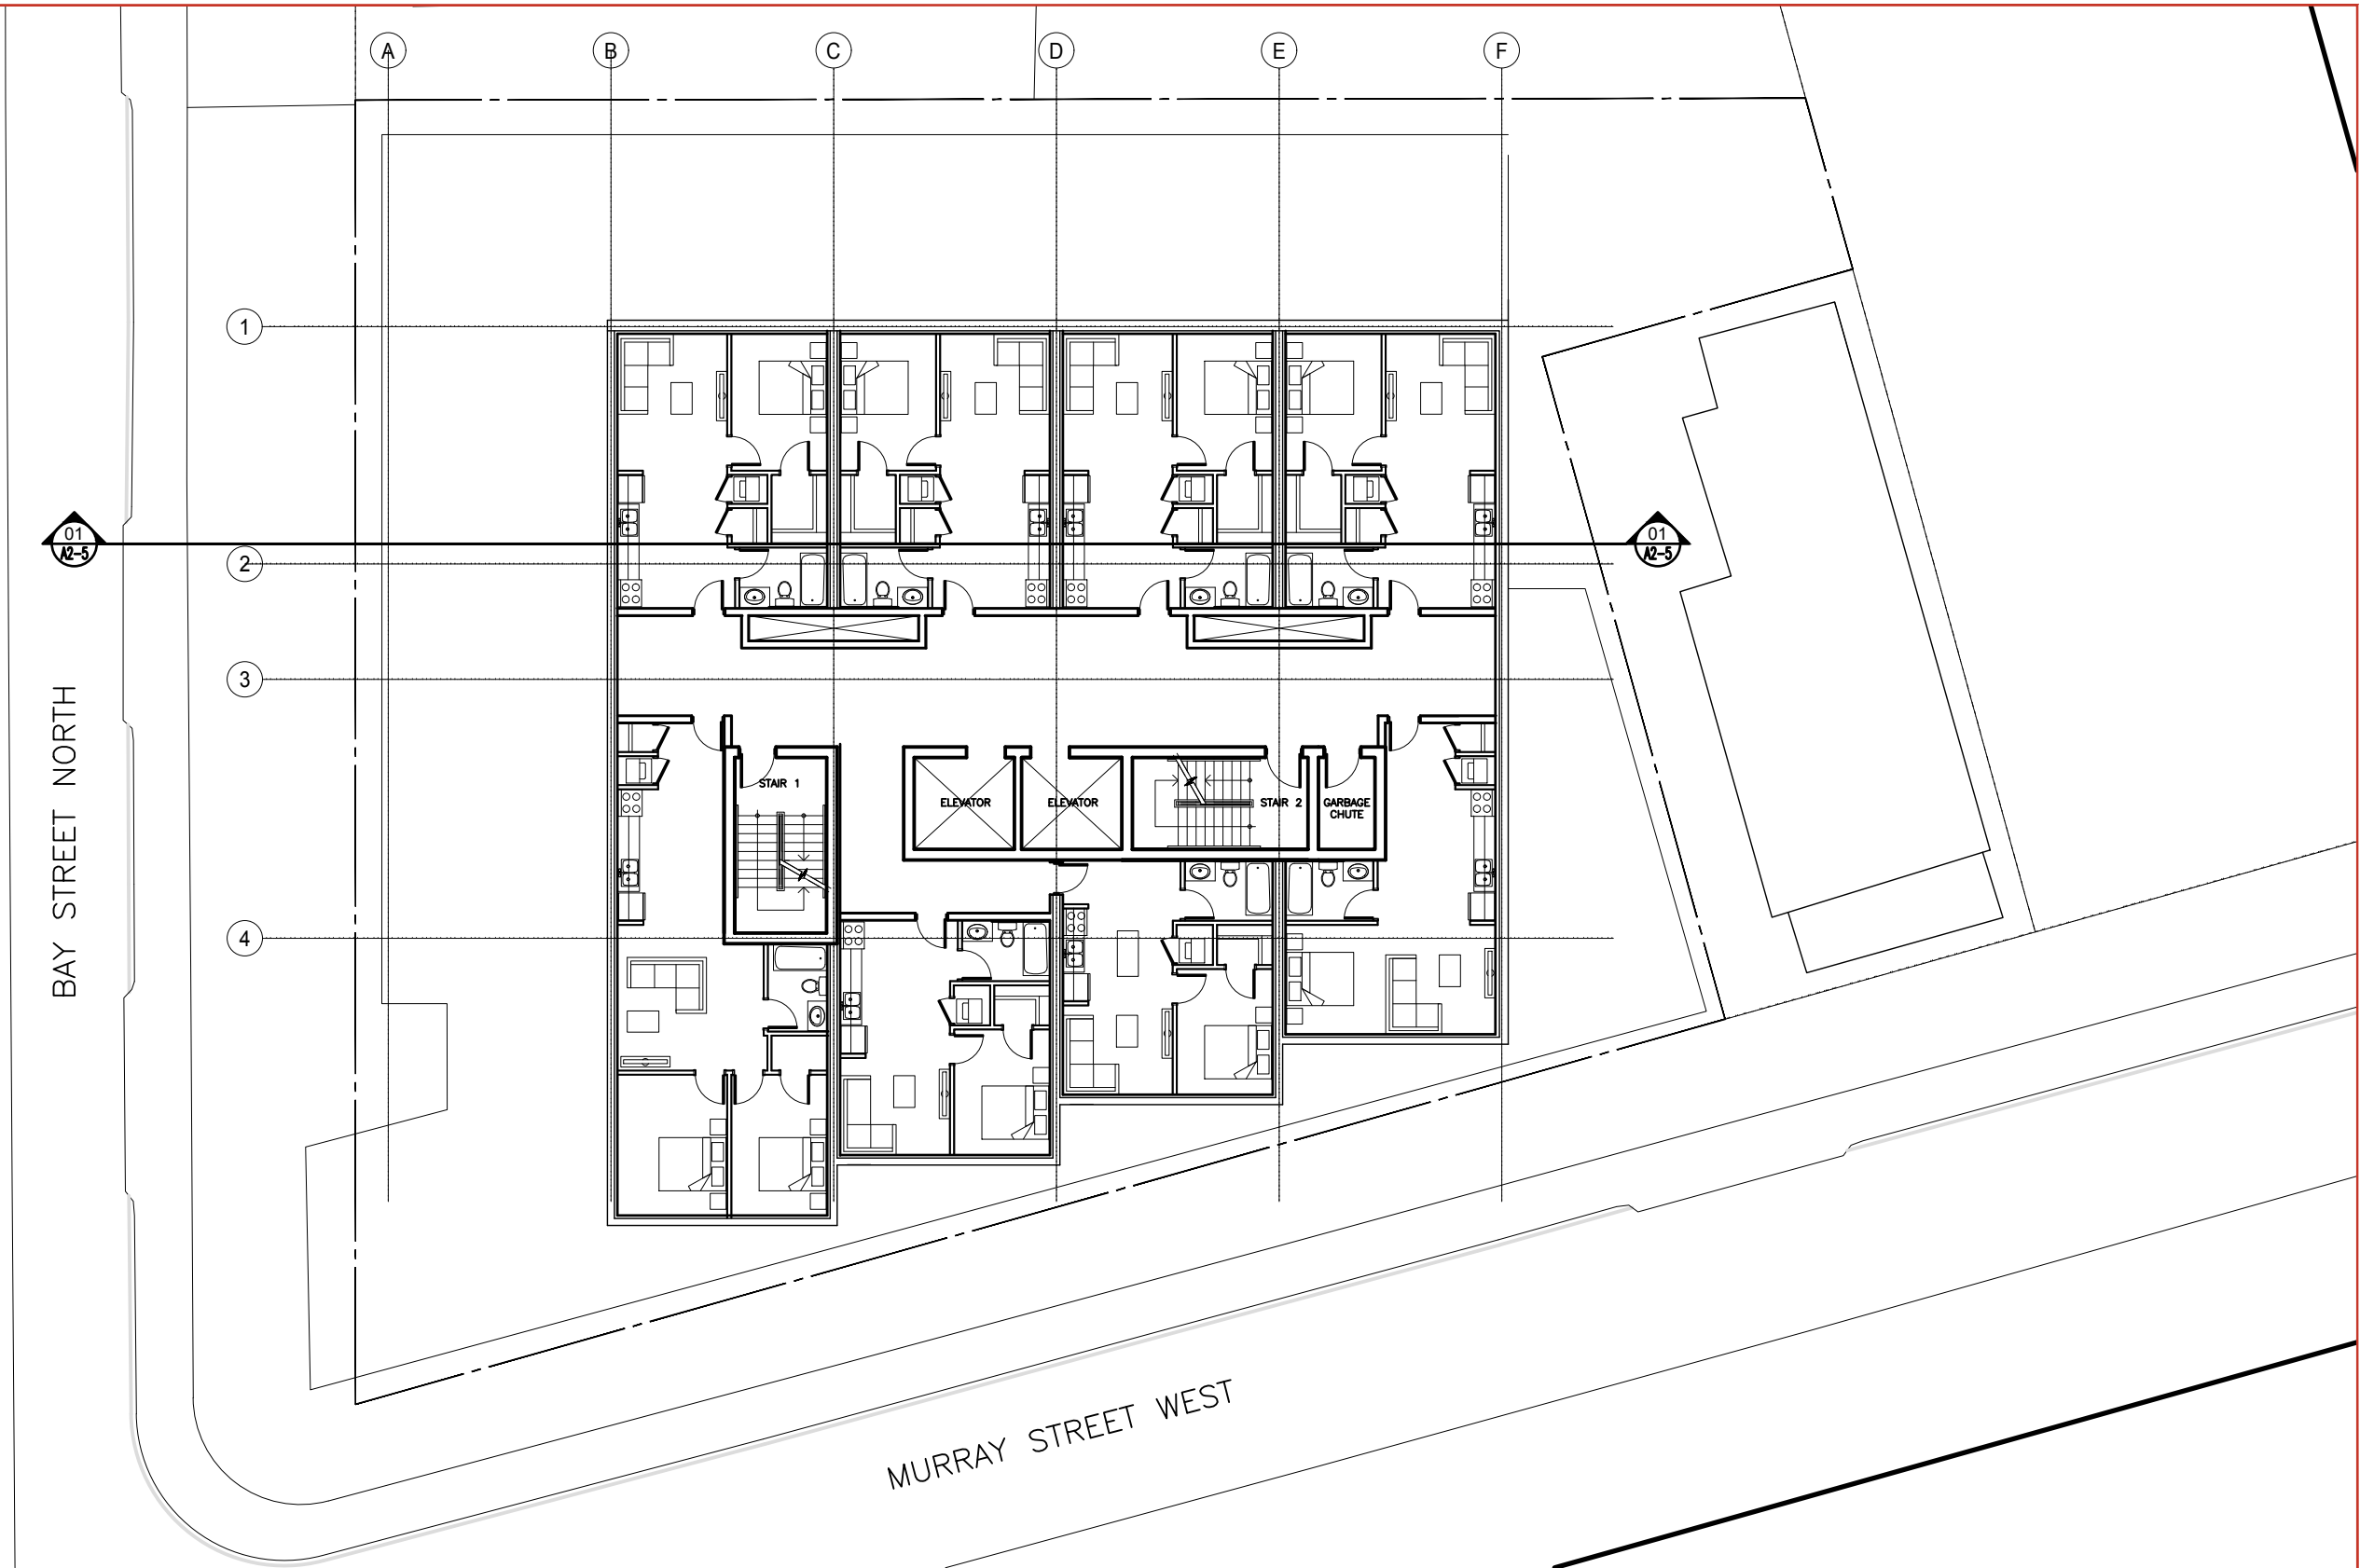 A
B
C
D
E
F
1
01
A2-5
01
A2-5
2
3
BAY STREET NORTH
STAIR 1
ELEVATOR
ELEVATOR
STAIR 2
GARBAGE
CHUTE
4
MURRAY STREET WEST